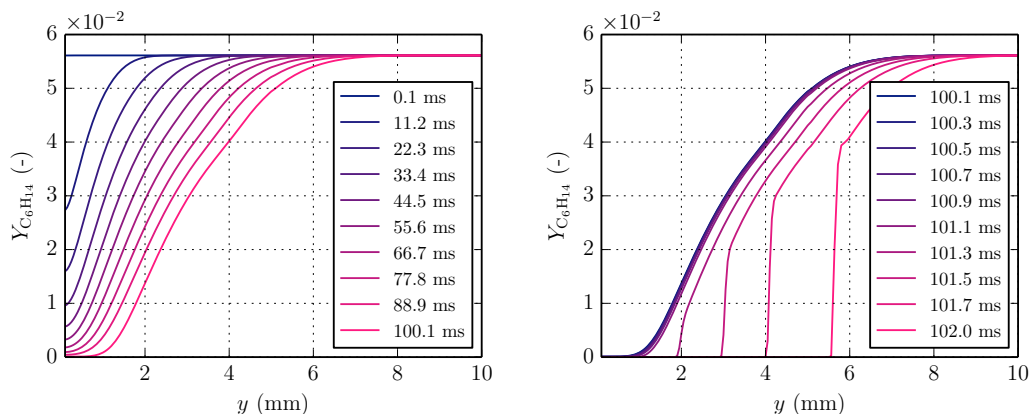 ×10−2
6
5
4
3
2
1
0
2 4 6 8 10
y (mm)
YC6H14 (-)
0.1 ms
11.2 ms
22.3 ms
33.4 ms
44.5 ms
55.6 ms
66.7 ms
77.8 ms
88.9 ms
100.1 ms
×10−2
6
5
4
3
2
1
0
2 4 6 8 10
y (mm)
YC6H14 (-)
100.1 ms
100.3 ms
100.5 ms
100.7 ms
100.9 ms
101.1 ms
101.3 ms
101.5 ms
101.7 ms
102.0 ms